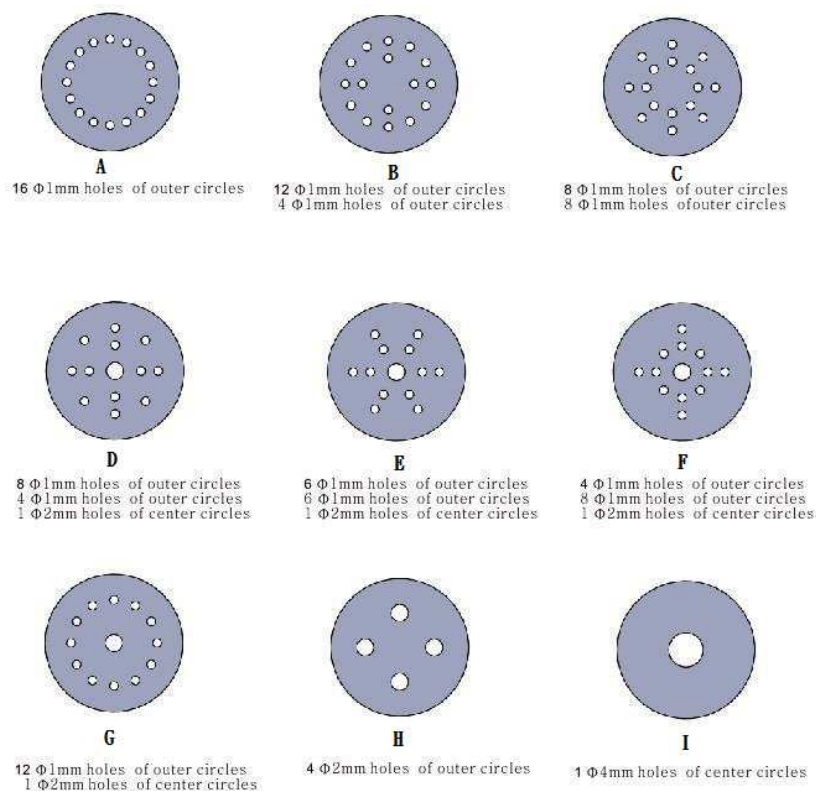 A
16 Φ1mm holes of outer circles
B
12 Φ1mm holes of outer circles
4 Φ1mm holes of outer circles
C
8 Φ1mm holes of outer circles
8 Φ1mm holes ofouter circles
D
8 Φ1mm holes of outer circles
4 Φ1mm holes of outer circles
1 Φ2mm holes of center circles
E
6 Φ1mm holes of outer circles
6 Φ1mm holes of outer circles
1 Φ2mm holes of center circles
F
4 Φ1mm holes of outer circles
8 Φ1mm holes of outer circles
1 Φ2mm holes of center circles
G
12 Φ1mm holes of outer circles
1 Φ2mm holes of center circles
H
4 Φ2mm holes of outer circles
I
1 Φ4mm holes of center circles